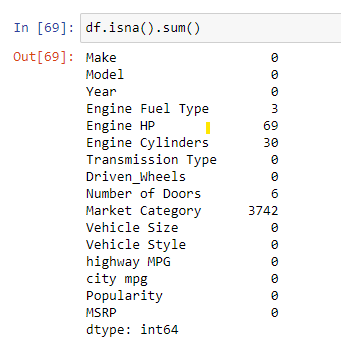 In [69]: df.isna().sum()
Out[69]: Make 0
Model 0
Year 0
Engine Fuel Type 3
Engine HP 69
Engine Cylinders 30
Transmission Type 0
Driven_Wheels 0
Number of Doors 6
Market Category 3742
Vehicle Size 0
Vehicle Style 0
highway MPG 0
city mpg 0
Popularity 0
MSRP 0
dtype: int64